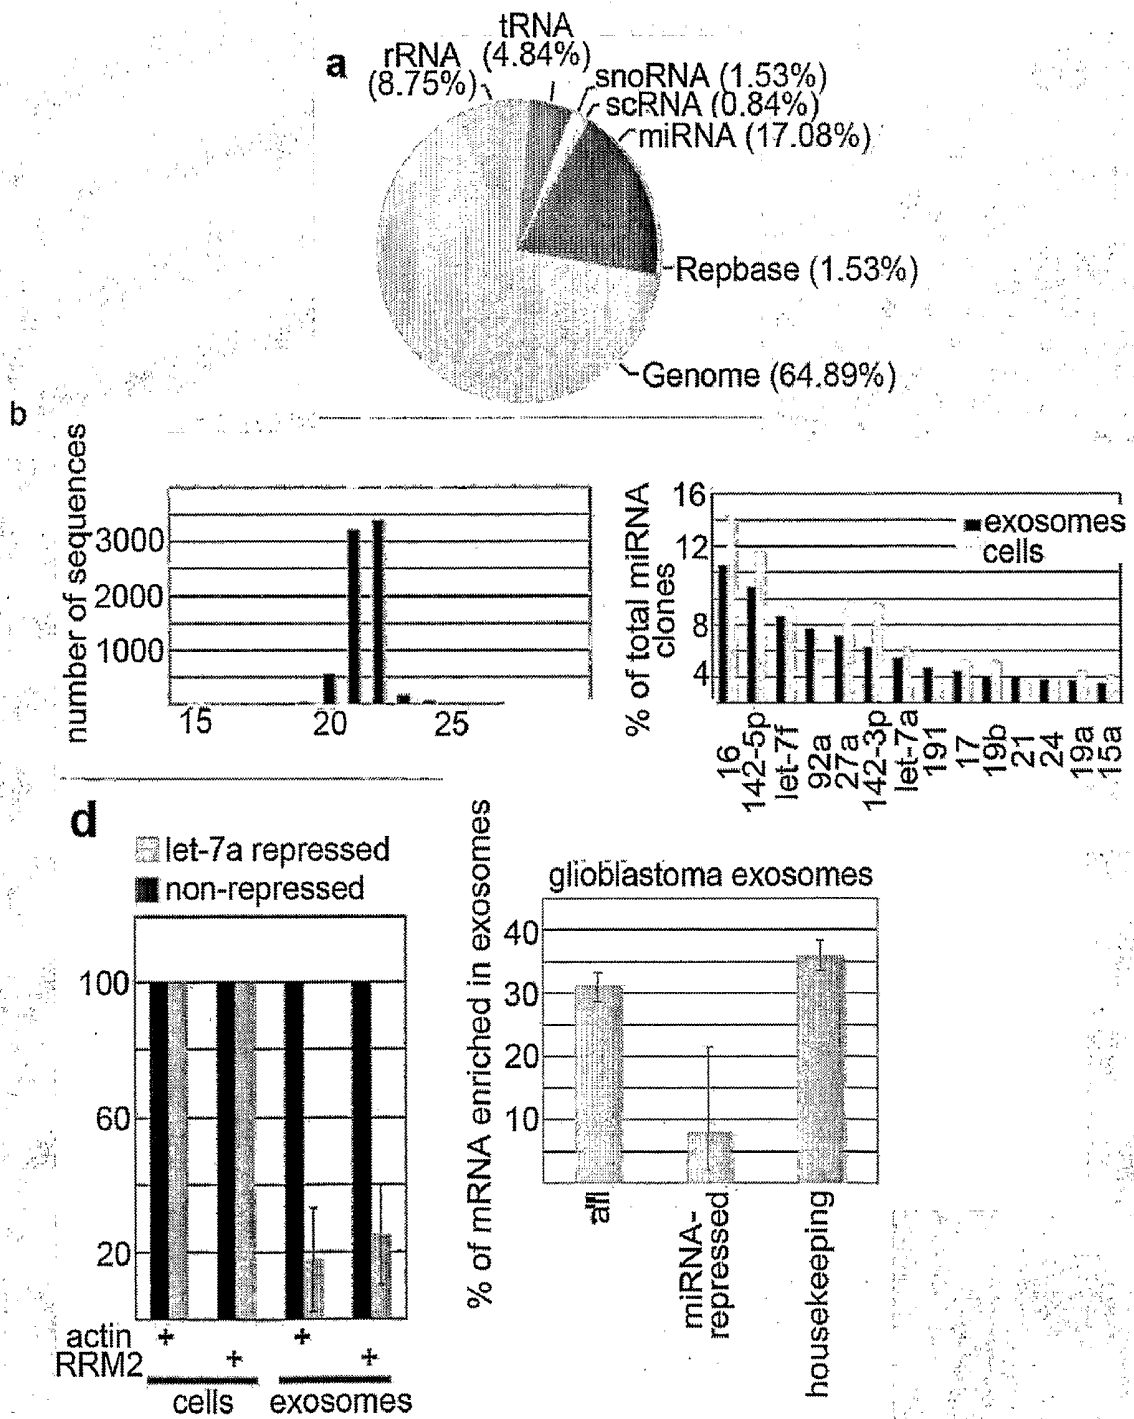 a
tRNA
(4.84%)
rRNA
(8.75%)
snoRNA (1.53%)
scRNA (0.84%)
miRNA (17.08%)
Repbase (1.53%)
Genome (64.89%)
b
number of sequences
3000
2000
1000
15
20
25
% of total miRNA
clones
16
12
8
4
exosomes
cells
16
142-5p
let-7f
92a
27a
142-3p
let-7a
191
17
19b
21
24
19a
15a
d
let-7a repressed
non-repressed
100
60
20
actin + +
RRM2 + +
cells
exosomes
% of mRNA enriched in exosomes
glioblastoma exosomes
40
30
20
10
all
miRNA-
repressed
housekeeping